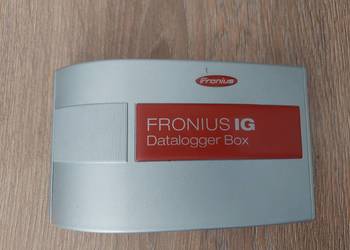 Fronius
FRONIUS IG
Datalogger Box